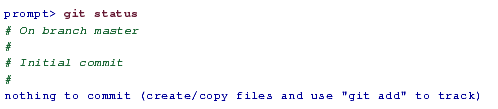 prompt> git status
# On branch master
#
# Initial commit
#
nothing to commit (create/copy files and use "git add" to track)